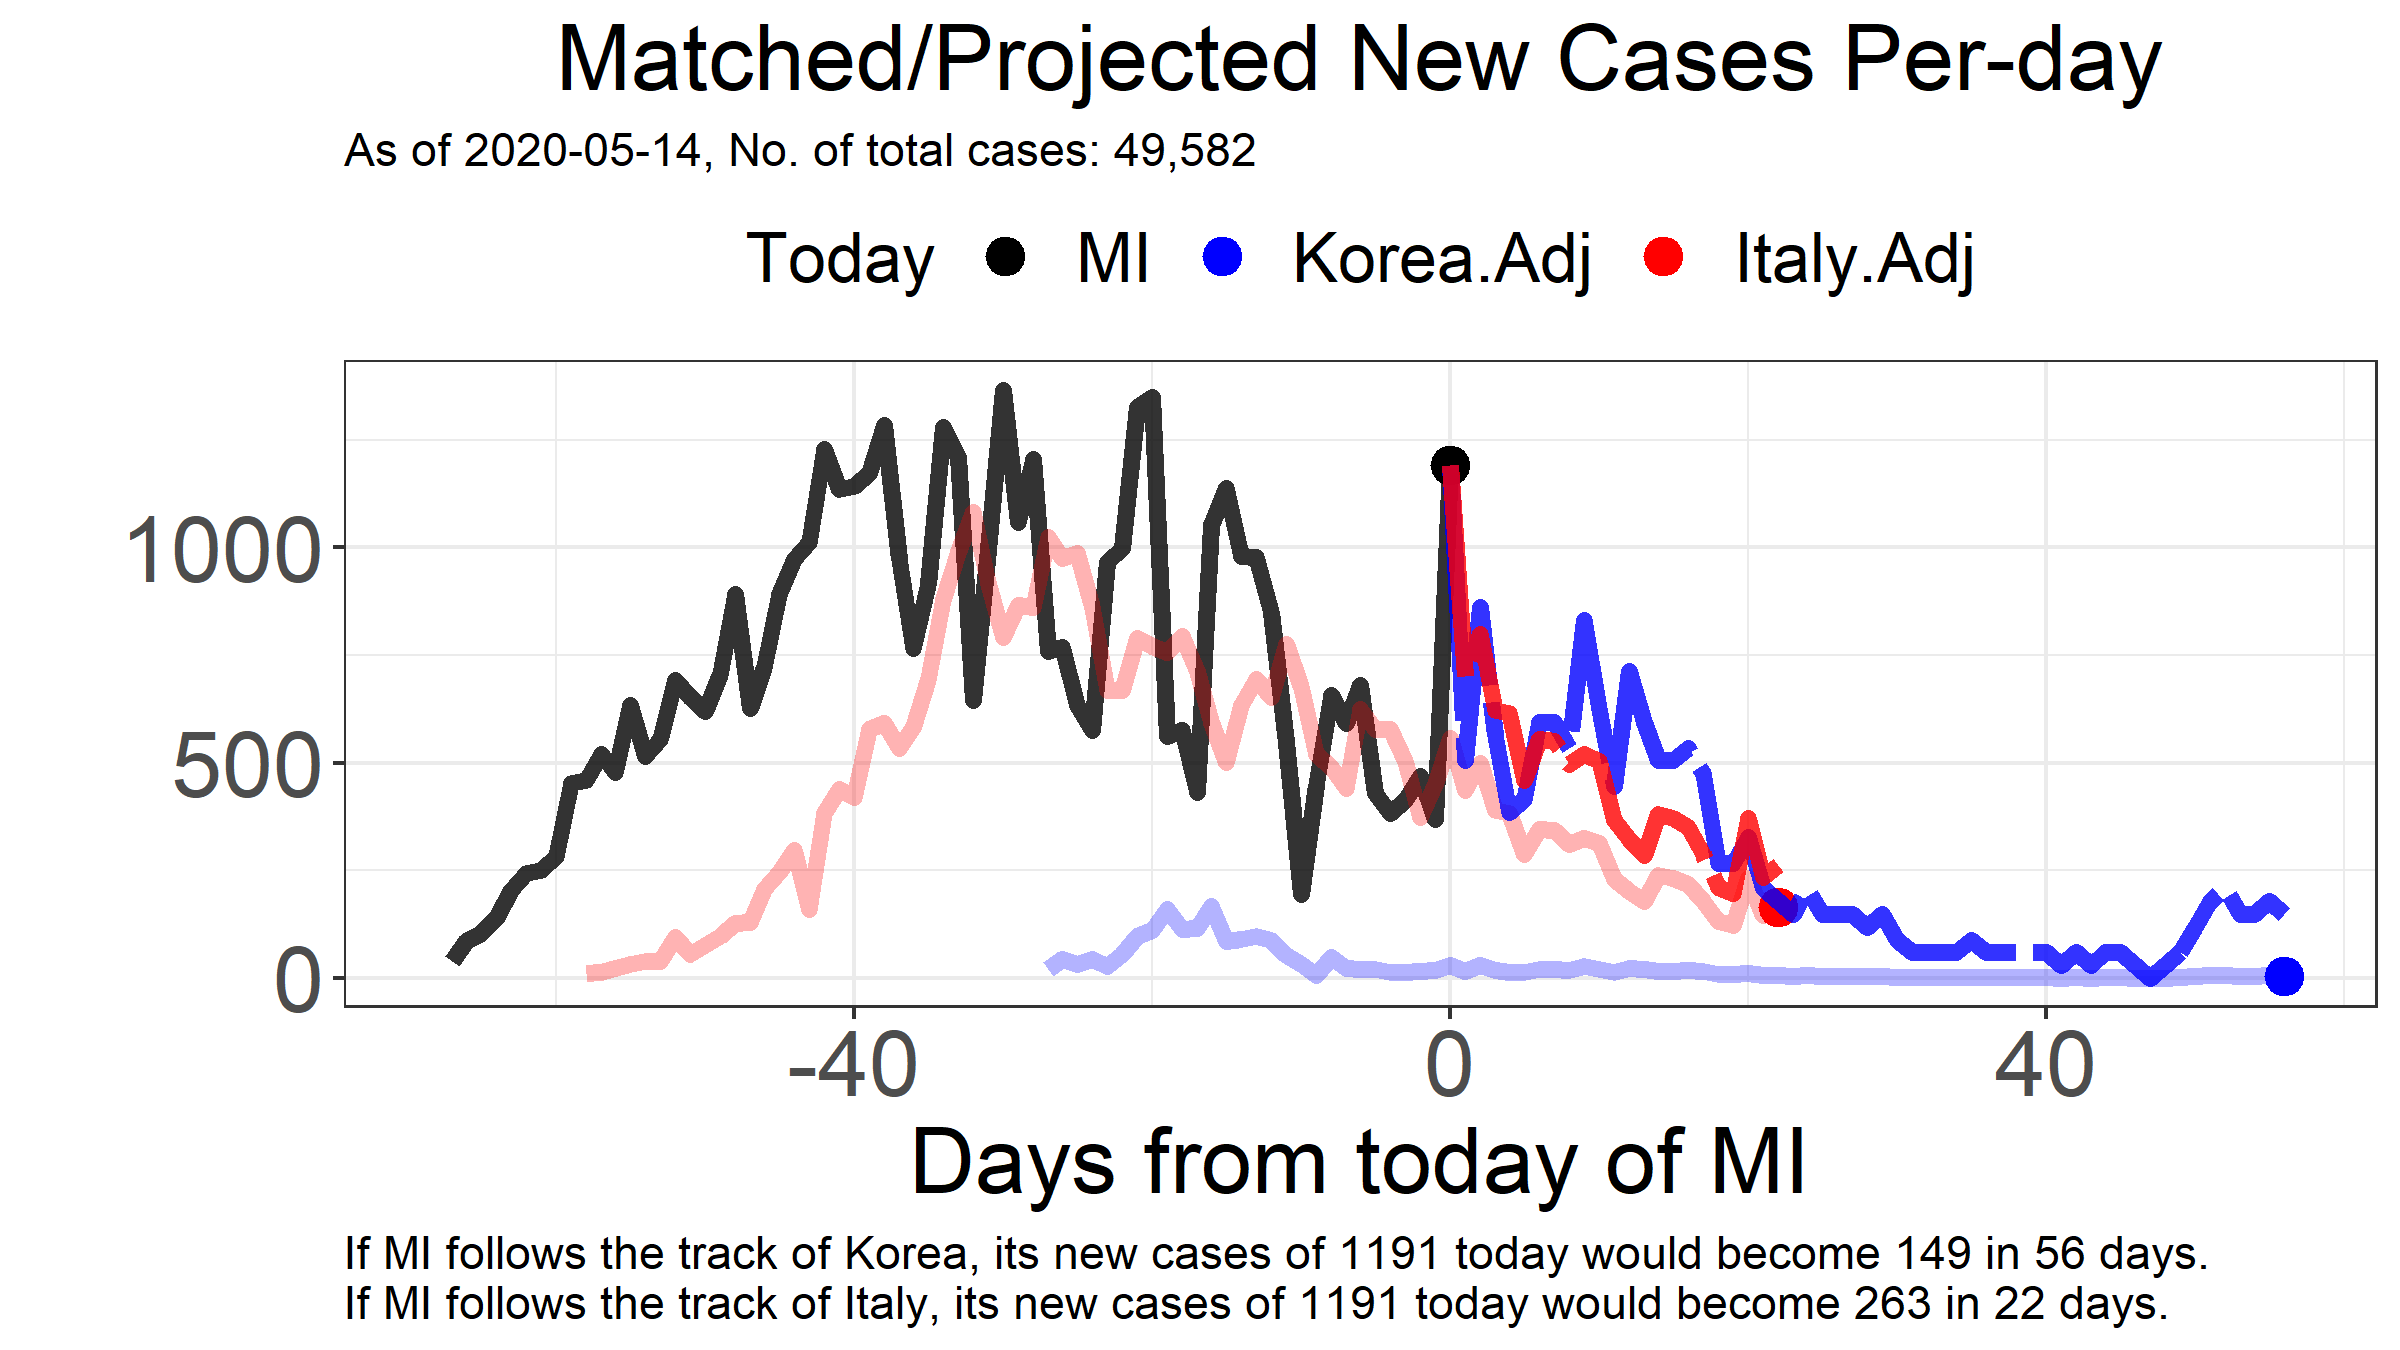 Matched/Projected New Cases Per-day
As of 2020-05-14, No. of total cases: 49,582
Today MI Korea.Adj Italy.Adj
1000
500
0
-40 0 40
Days from today of MI
If MI follows the track of Korea, its new cases of 1191 today would become 149 in 56 days.
If MI follows the track of Italy, its new cases of 1191 today would become 263 in 22 days.